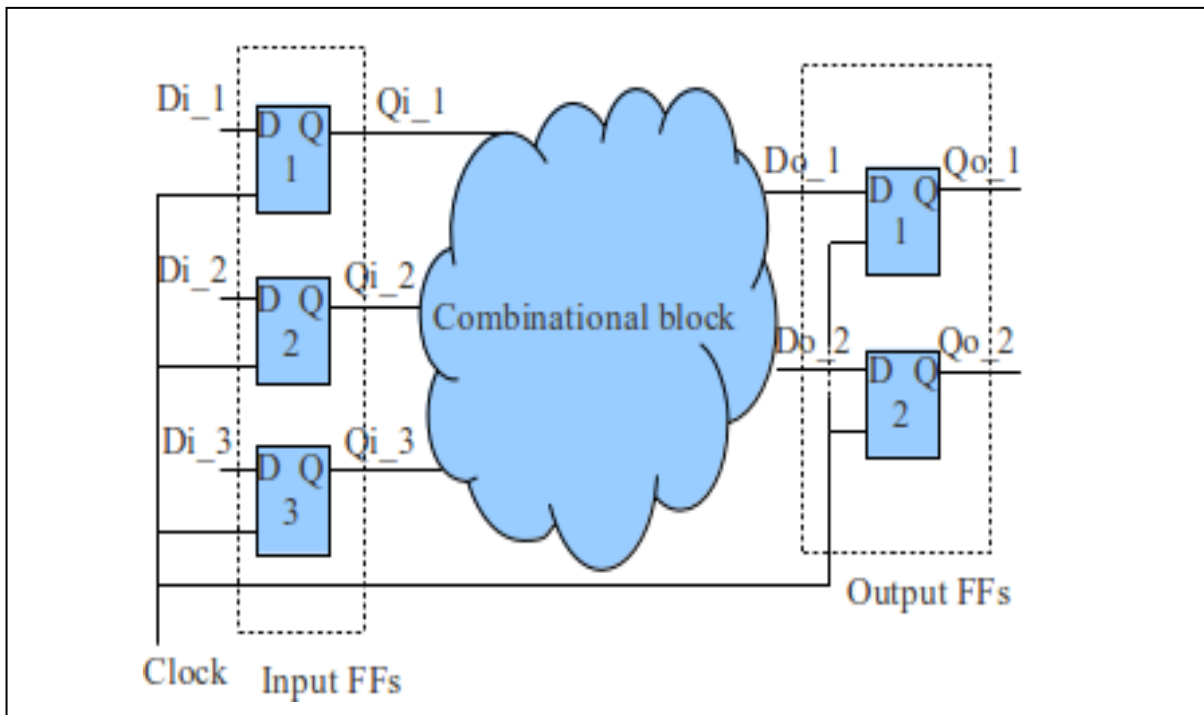 Di_1
D Q
1
Qi_1
Di_2
D Q
2
Qi_2
Di_3
D Q
3
Qi_3
Combinational block
Do_1
D Q
1
Qo_1
Do_2
D Q
2
Qo_2
Output FFs
Clock
Input FFs